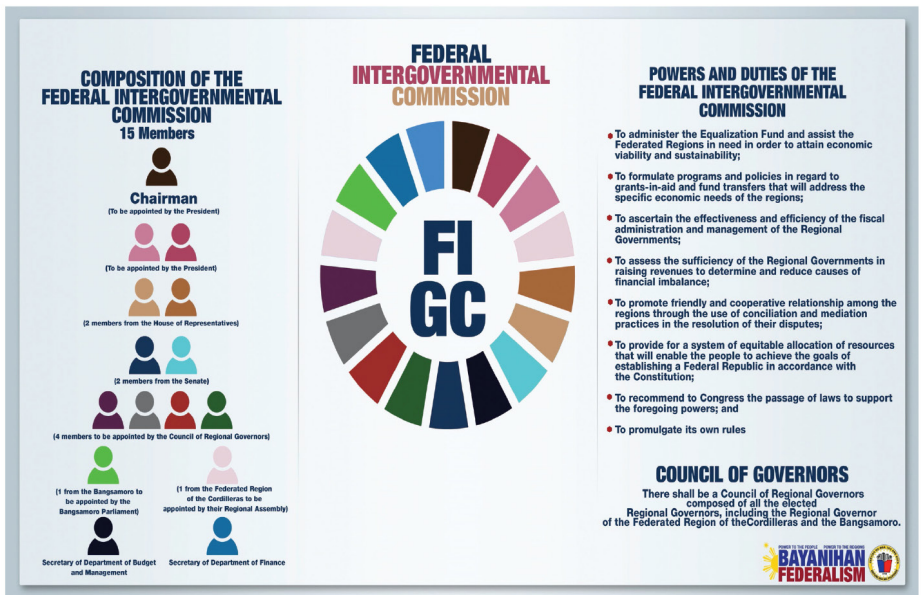 COMPOSITION OF THE
FEDERAL INTERGOVERNMENTAL
COMMISSION
15 Members
Chairman
(To be appointed by the President)
(To be appointed by the President)
(2 members from the House of Representatives)
(2 members from the Senate)
(4 members to be appointed by the Council of Regional Governors)
(1 from the Bangsamoro to
be appointed by the
Bangsamoro Parliament)
(1 from the Federated Region
of the Cordilleras to be
appointed by their Regional Assembly)
Secretary of Department of Budget
and Management
Secretary of Department of Finance
FEDERAL
INTERGOVERNMENTAL
COMMISSION
FI
GC
POWERS AND DUTIES OF THE
FEDERAL INTERGOVERNMENTAL
COMMISSION
To administer the Equalization Fund and assist the
Federated Regions in need in order to attain economic
viability and sustainability;
To formulate programs and policies in regard to
grants-in-aid and fund transfers that will address the
specific economic needs of the regions;
To ascertain the effectiveness and efficiency of the fiscal
administration and management of the Regional
Governments;
To assess the sufficiency of the Regional Governments in
raising revenues to determine and reduce causes of
financial imbalance;
To promote friendly and cooperative relationship among the
regions through the use of conciliation and mediation
practices in the resolution of their disputes;
To provide for a system of equitable allocation of resources
that will enable the people to achieve the goals of
establishing a Federal Republic in accordance with
the Constitution;
To recommend to Congress the passage of laws to support
the foregoing powers; and
To promulgate its own rules
COUNCIL OF GOVERNORS
There shall be a Council of Regional Governors
composed of all the elected
Regional Governors, including the Regional Governor
of the Federated Region of theCordilleras and the Bangsamoro.
POWER TO THE PEOPLE POWER TO THE REGIONS
BAYANIHAN
FEDERALISM